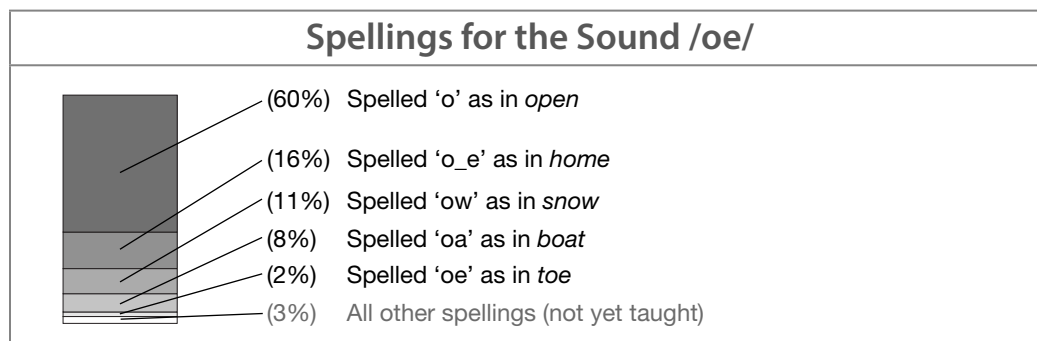 Spellings for the Sound /oe/
(60%) Spelled ‘o’ as in open
(16%) Spelled ‘o_e’ as in home
(11%) Spelled ‘ow’ as in snow
(8%) Spelled ‘oa’ as in boat
(2%) Spelled ‘oe’ as in toe
(3%) All other spellings (not yet taught)